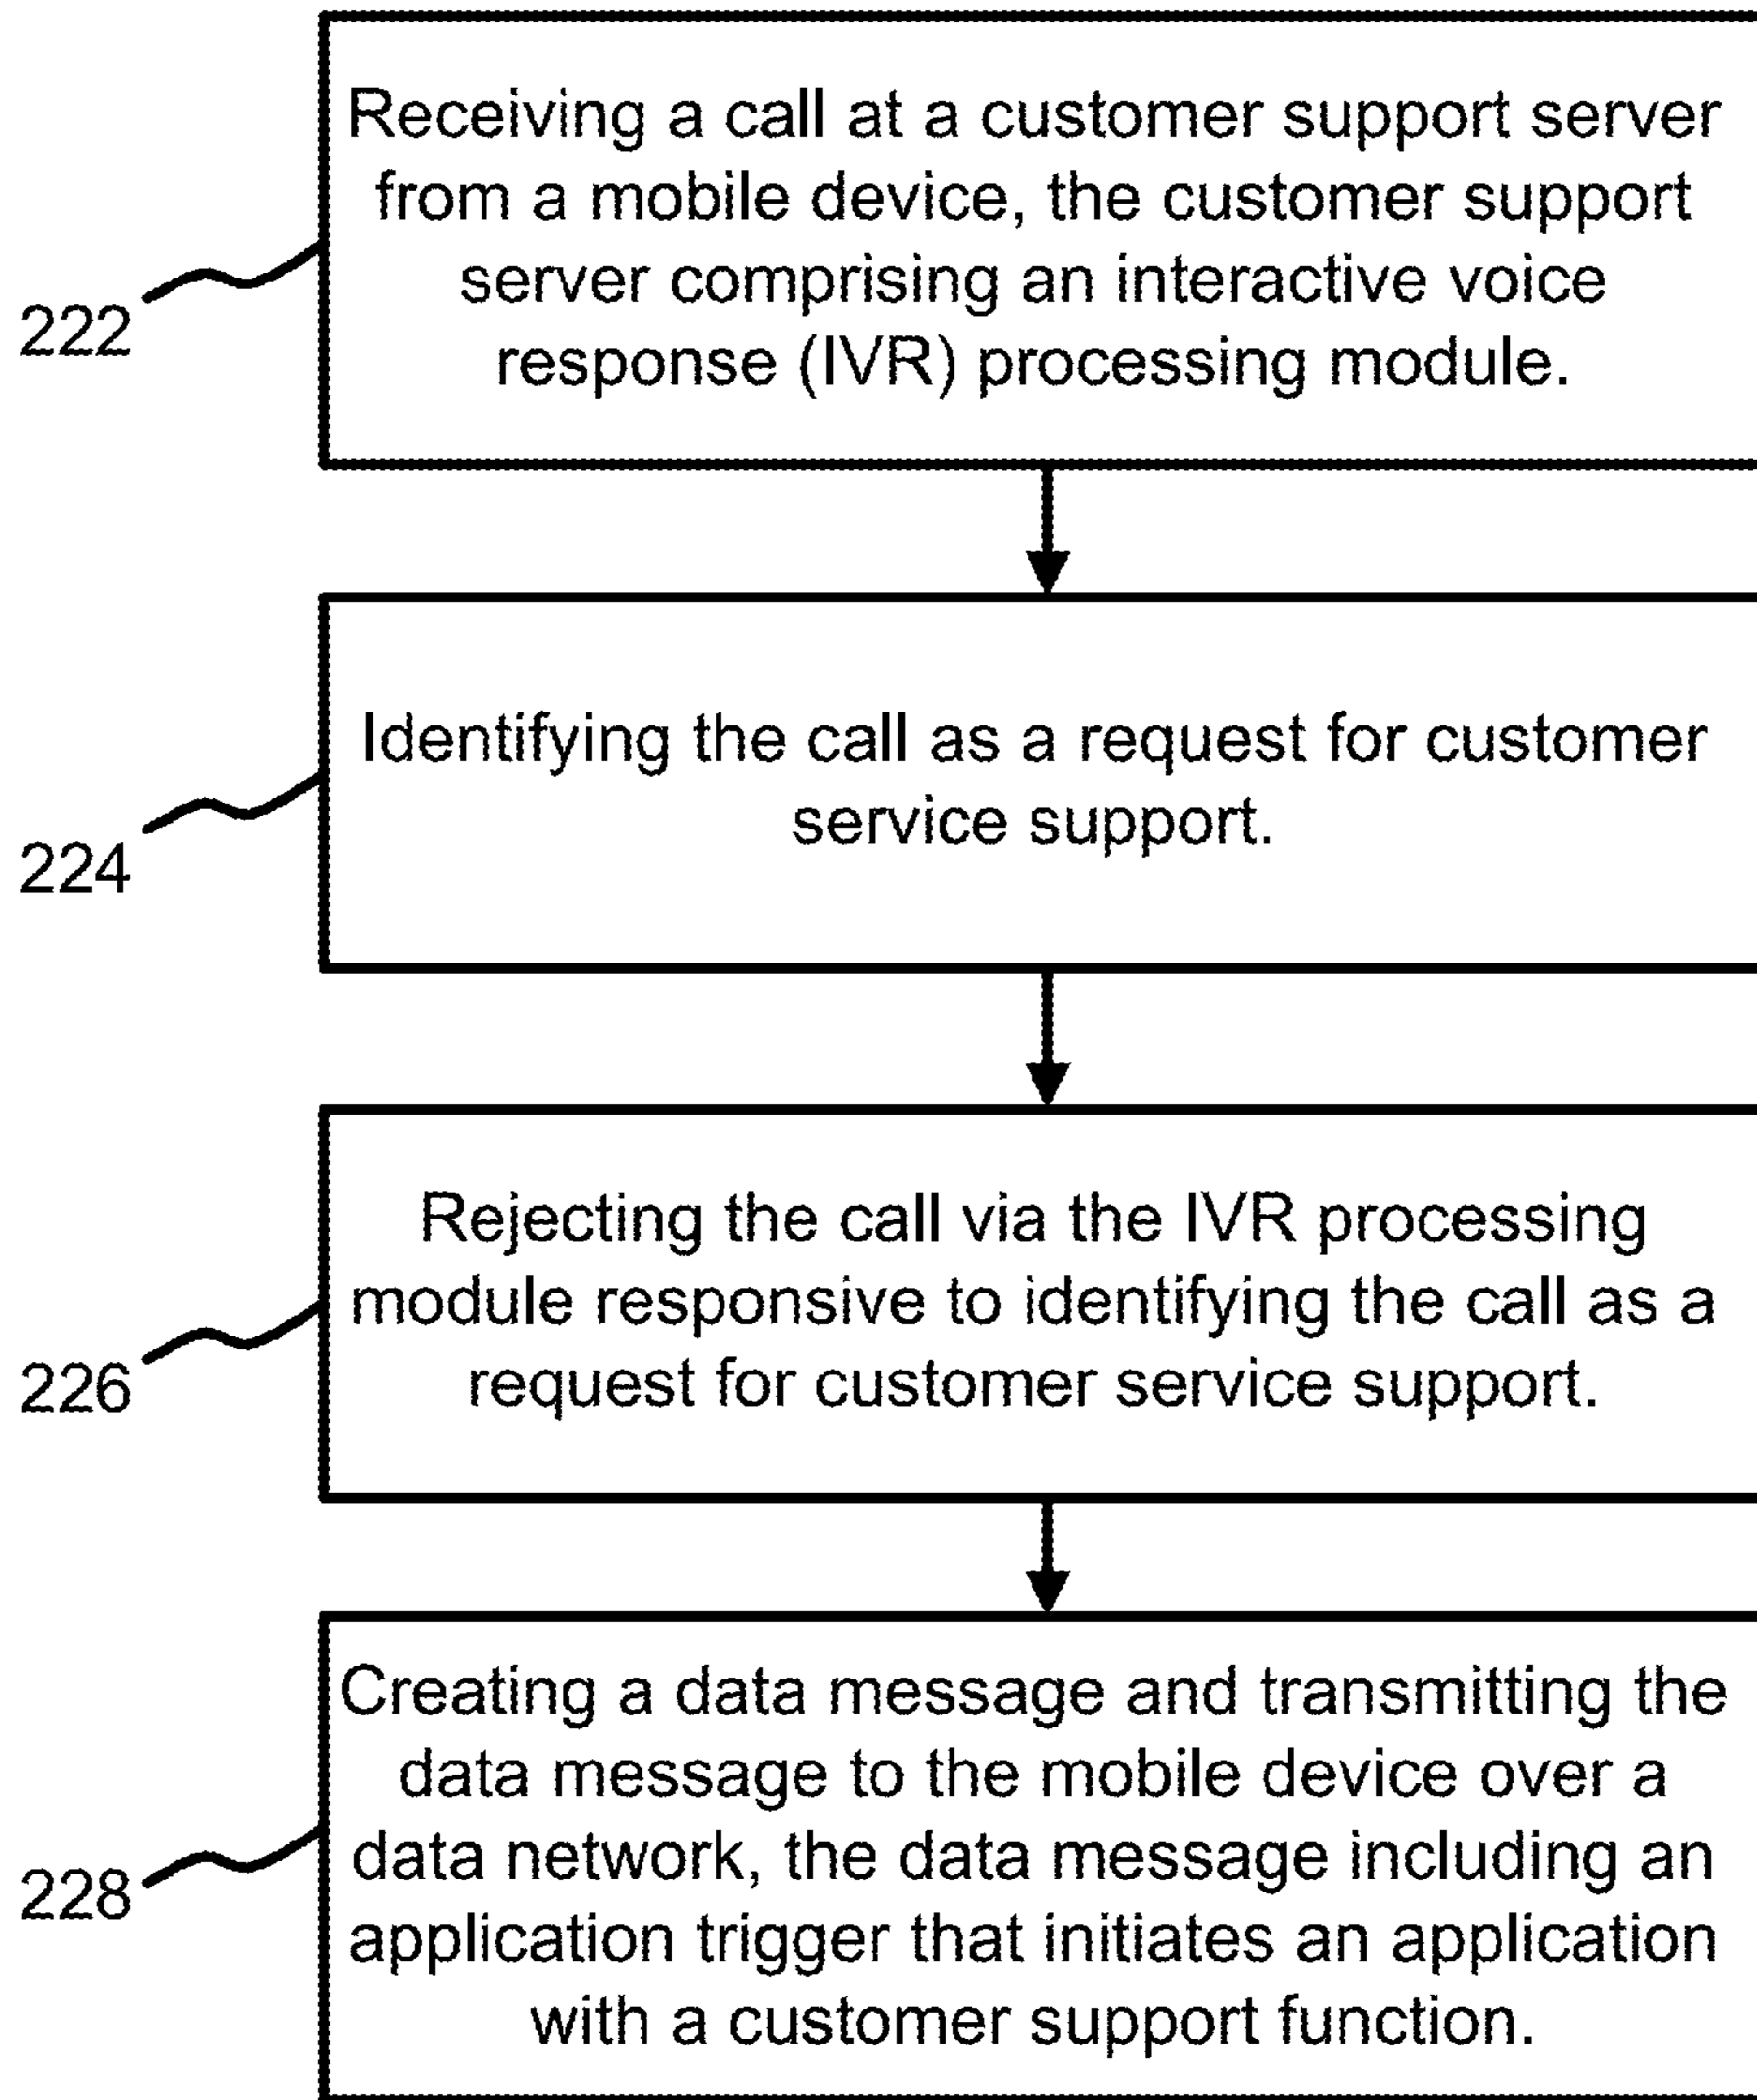 Receiving a call at a customer support server
from a mobile device, the customer support
server comprising an interactive voice
response (IVR) processing module.
222
Identifying the call as a request for customer
service support.
224
Rejecting the call via the IVR processing
module responsive to identifying the call as a
request for customer service support.
226
Creating a data message and transmitting the
data message to the mobile device over a
data network, the data message including an
application trigger that initiates an application
with a customer support function.
228